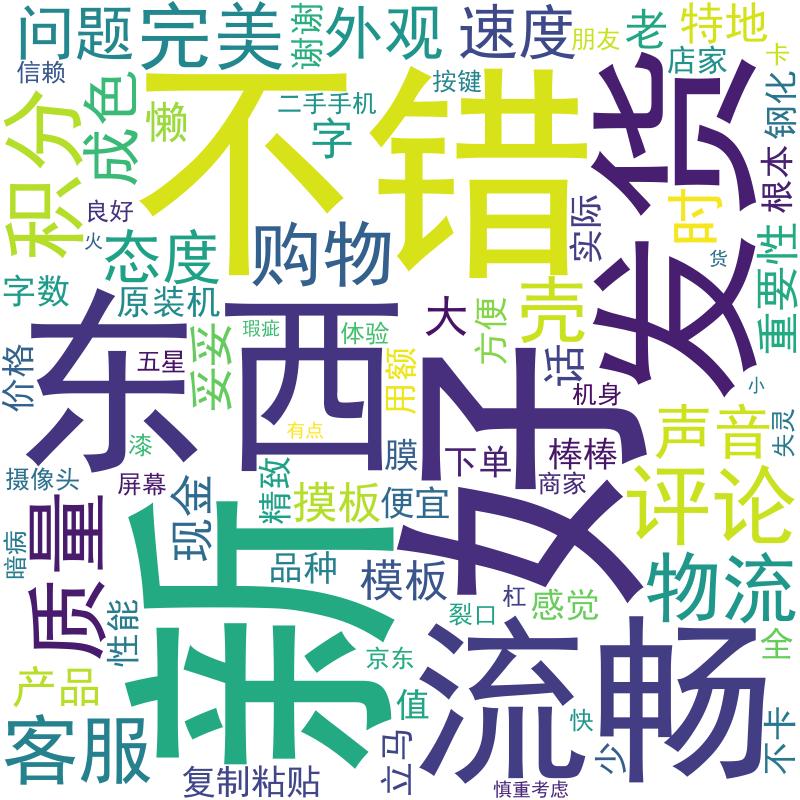 问题
完美
谢谢
外观
速度
朋友
老
特地
店家
卡
信赖
积分
成色
懒
二手手机
字
按键
不错
发货
钢化
根本
良好
火
态度
购物
实际
时
货
重要性
字数
原装机
东西
瑕疵
体验
大
方便
壳
话
价格
五星
妥妥
用额
好
机身
小
漆
有点
膜
下单
棒棒
商家
声音
失灵
摄像头
屏幕
现金
精致
摸板
便宜
评论
暗病
质量
新
品种
模板
裂口
杠
感觉
物流
性能
京东
流畅
全
产品
值
快
少
不卡
客服
复制粘贴
立马
慎重考虑